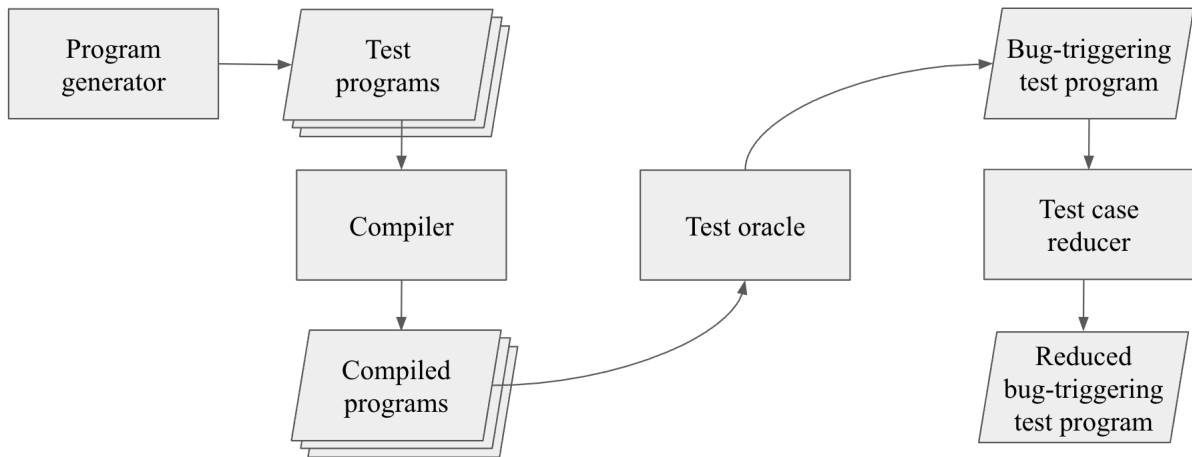 Program
generator
Test
programs
Compiler
Compiled
programs
Test oracle
Bug-triggering
test program
Test case
reducer
Reduced
bug-triggering
test program